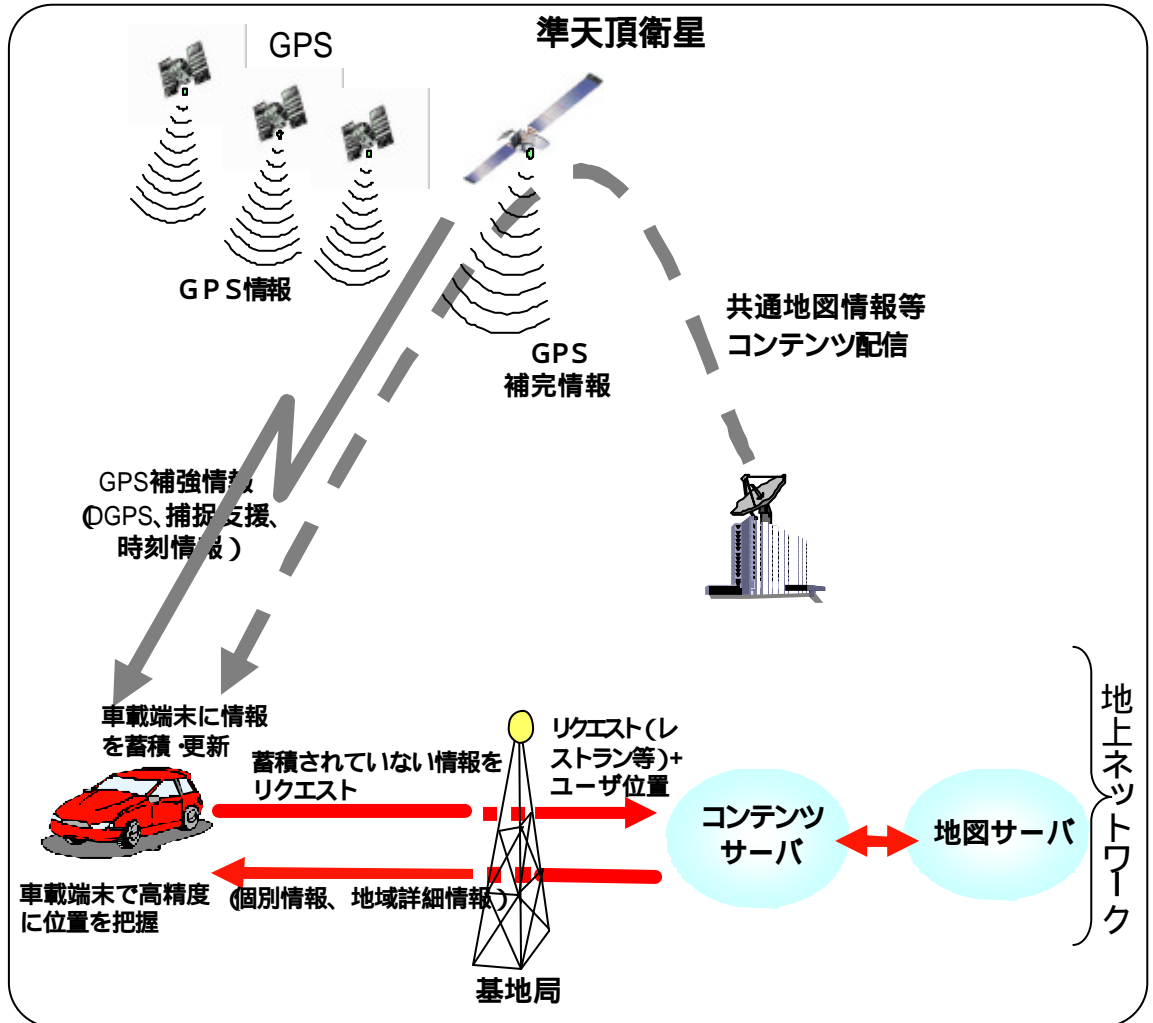 GPS
準天頂衛星
ＧＰＳ情報
GPS
補完情報
共通地図情報等
コンテンツ配信
GPS補強情報
(DGPS、捕捉支援、
時刻情報)
車載端末に情報
を蓄積・更新
蓄積されていない情報を
リクエスト
リクエスト(レ
ストラン等)+
ユーザ位置
コンテンツ
サーバ
地図サーバ
地上ネットワーク
車載端末で高精度
に位置を把握
(個別情報、地域詳細情報)
基地局